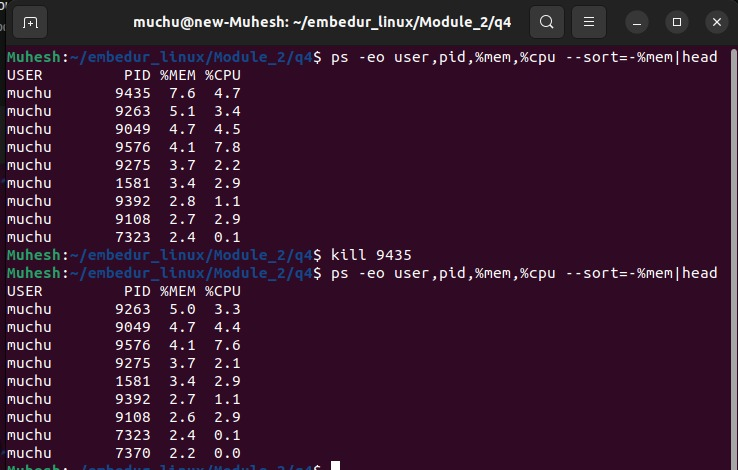 muchu@new-Muhesh: ~/embedur_linux/Module_2/q4
Muhesh:~/embedur_linux/Module_2/q4$ ps -eo user,pid,%mem,%cpu --sort=-%mem|head
USER         PID %MEM %CPU
muchu       9435  7.6  4.7
muchu       9263  5.1  3.4
muchu       9049  4.7  4.5
muchu       9576  4.1  7.8
muchu       9275  3.7  2.2
muchu       1581  3.4  2.9
muchu       9392  2.8  1.1
muchu       9108  2.7  2.9
muchu       7323  2.4  0.1
Muhesh:~/embedur_linux/Module_2/q4$ kill 9435
Muhesh:~/embedur_linux/Module_2/q4$ ps -eo user,pid,%mem,%cpu --sort=-%mem|head
USER         PID %MEM %CPU
muchu       9263  5.0  3.3
muchu       9049  4.7  4.4
muchu       9576  4.1  7.6
muchu       9275  3.7  2.1
muchu       1581  3.4  2.9
muchu       9392  2.7  1.1
muchu       9108  2.6  2.9
muchu       7323  2.4  0.1
muchu       7370  2.2  0.0
Muhesh:~/embedur_linux/Module_2/q4$